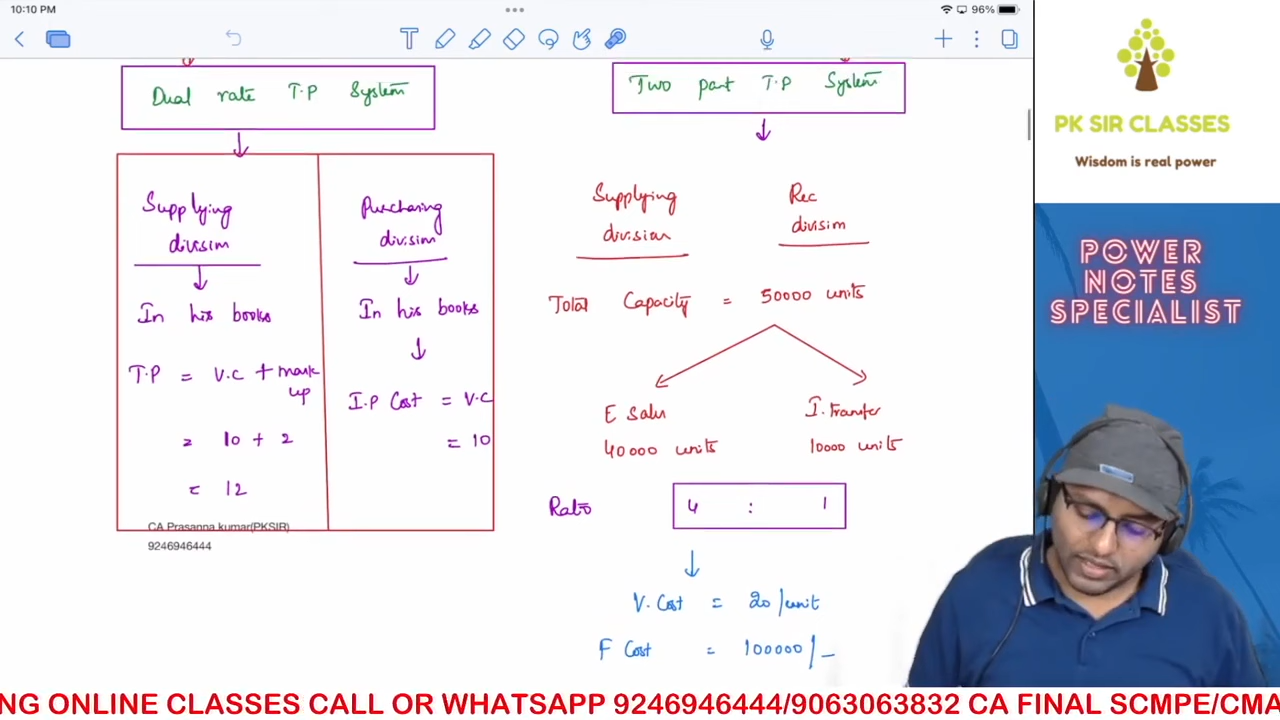 10:10 PM
96%
Dual rate T.P System
Supplying division
In his books
T.P = V.C + mark up
= 10 + 2
= 12
Purchasing division
In his books
I.P Cost = V.C
= 10
CA Prasanna kumar(PKSIR)
9246946444
Two part T.P System
Supplying division
Rec division
Total Capacity = 50000 units
E Sales
40000 units
I. transfer
10000 units
Ratio 4 : 1
V. Cost = 20/unit
F Cost = 100000/-
PK SIR CLASSES
Wisdom is real power
POWER
NOTES
SPECIALIST
NG ONLINE CLASSES CALL OR WHATSAPP 9246946444/9063063832 CA FINAL SCMPE/CMA